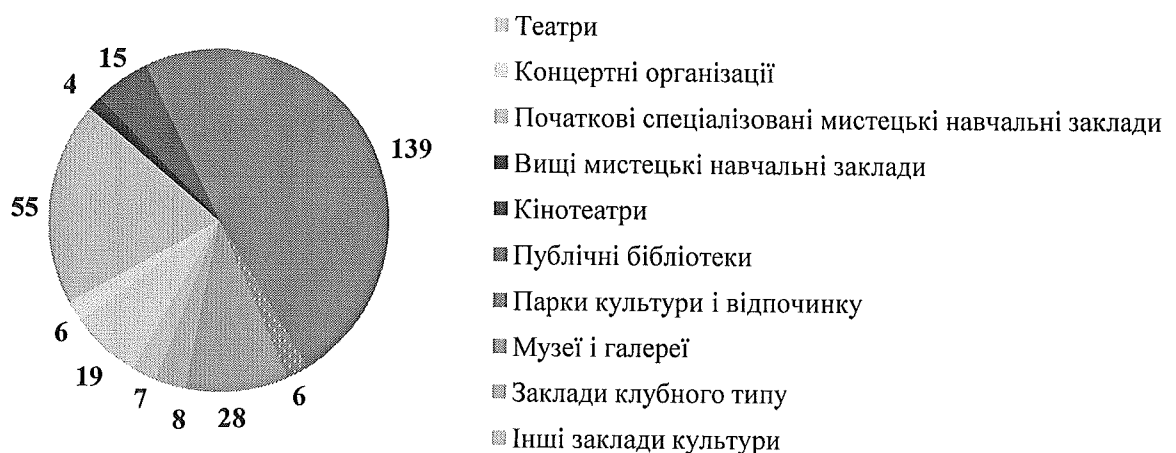 15
4
139
55
6
19
7
8
28
6
Театри
Концертні організації
Початкові спеціалізовані мистецькі навчальні заклади
Вищі мистецькі навчальні заклади
Кінотеатри
Публічні бібліотеки
Парки культури і відпочинку
Музеї і галереї
Заклади клубного типу
Інші заклади культури